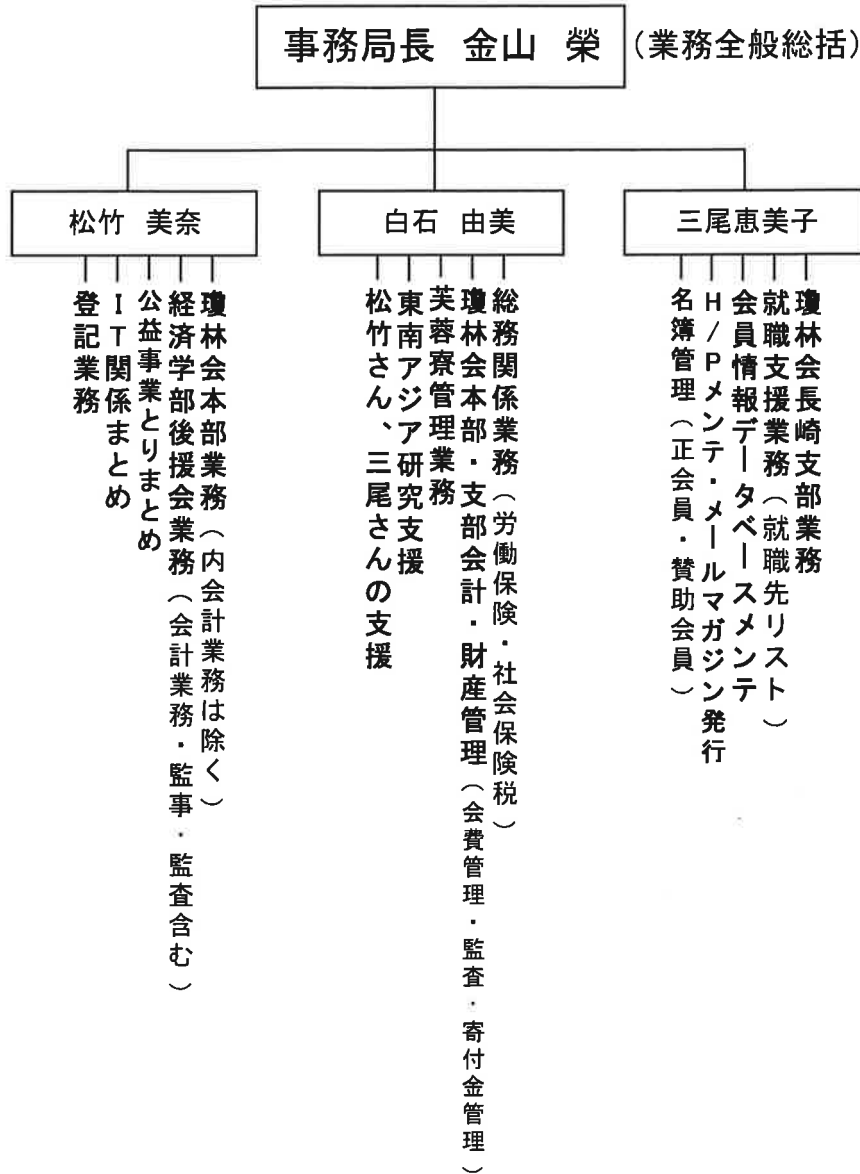 事務局長 金山 榮 (業務全般総括)
松竹 美奈
瓊林会本部業務（内会計業務は除く）
経済学部後援会業務（会計業務・監事・監査含む）
公益事業とりまとめ
ＩＴ関係まとめ
登記業務
白石 由美
総務関係業務（労働保険・社会保険税）
瓊林会本部・支部会計・財産管理（会費管理・監査・寄付金管理）
芙蓉寮管理業務
東南アジア研究支援
松竹さん、三尾さんの支援
三尾恵美子
瓊林会長崎支部業務
就職支援業務（就職先リスト）
会員情報データベースメンテ
Ｈ/Ｐメンテ・メールマガジン発行
名簿管理（正会員・賛助会員）